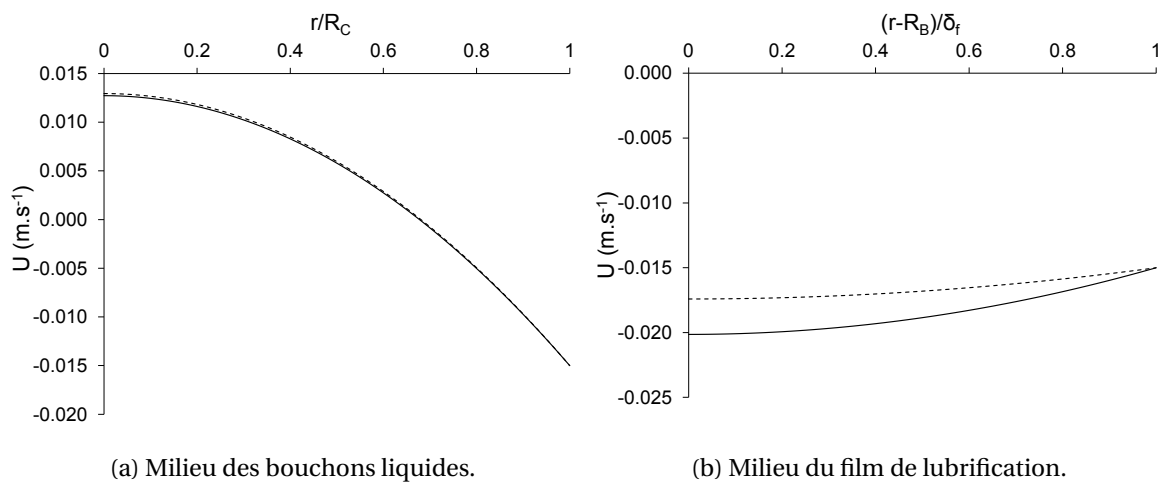 r/R_C
0 0.2 0.4 0.6 0.8 1
0.015
0.010
0.005
0.000
-0.005
-0.010
-0.015
-0.020
U (m.s⁻¹)
(a) Milieu des bouchons liquides.
(r-R_B)/δ_f
0 0.2 0.4 0.6 0.8 1
0.000
-0.005
-0.010
-0.015
-0.020
-0.025
U (m.s⁻¹)
(b) Milieu du film de lubrification.